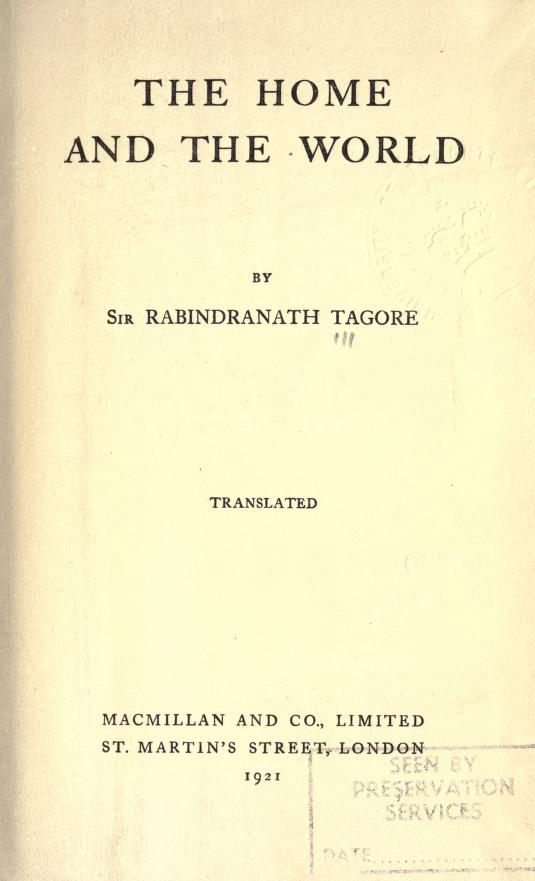 THE HOME
AND THE WORLD
BY
SIR RABINDRANATH TAGORE
TRANSLATED
MACMILLAN AND CO., LIMITED
ST. MARTIN'S STREET, LONDON
1921
SEEN BY
PRESERVATION
SERVICES
DATE